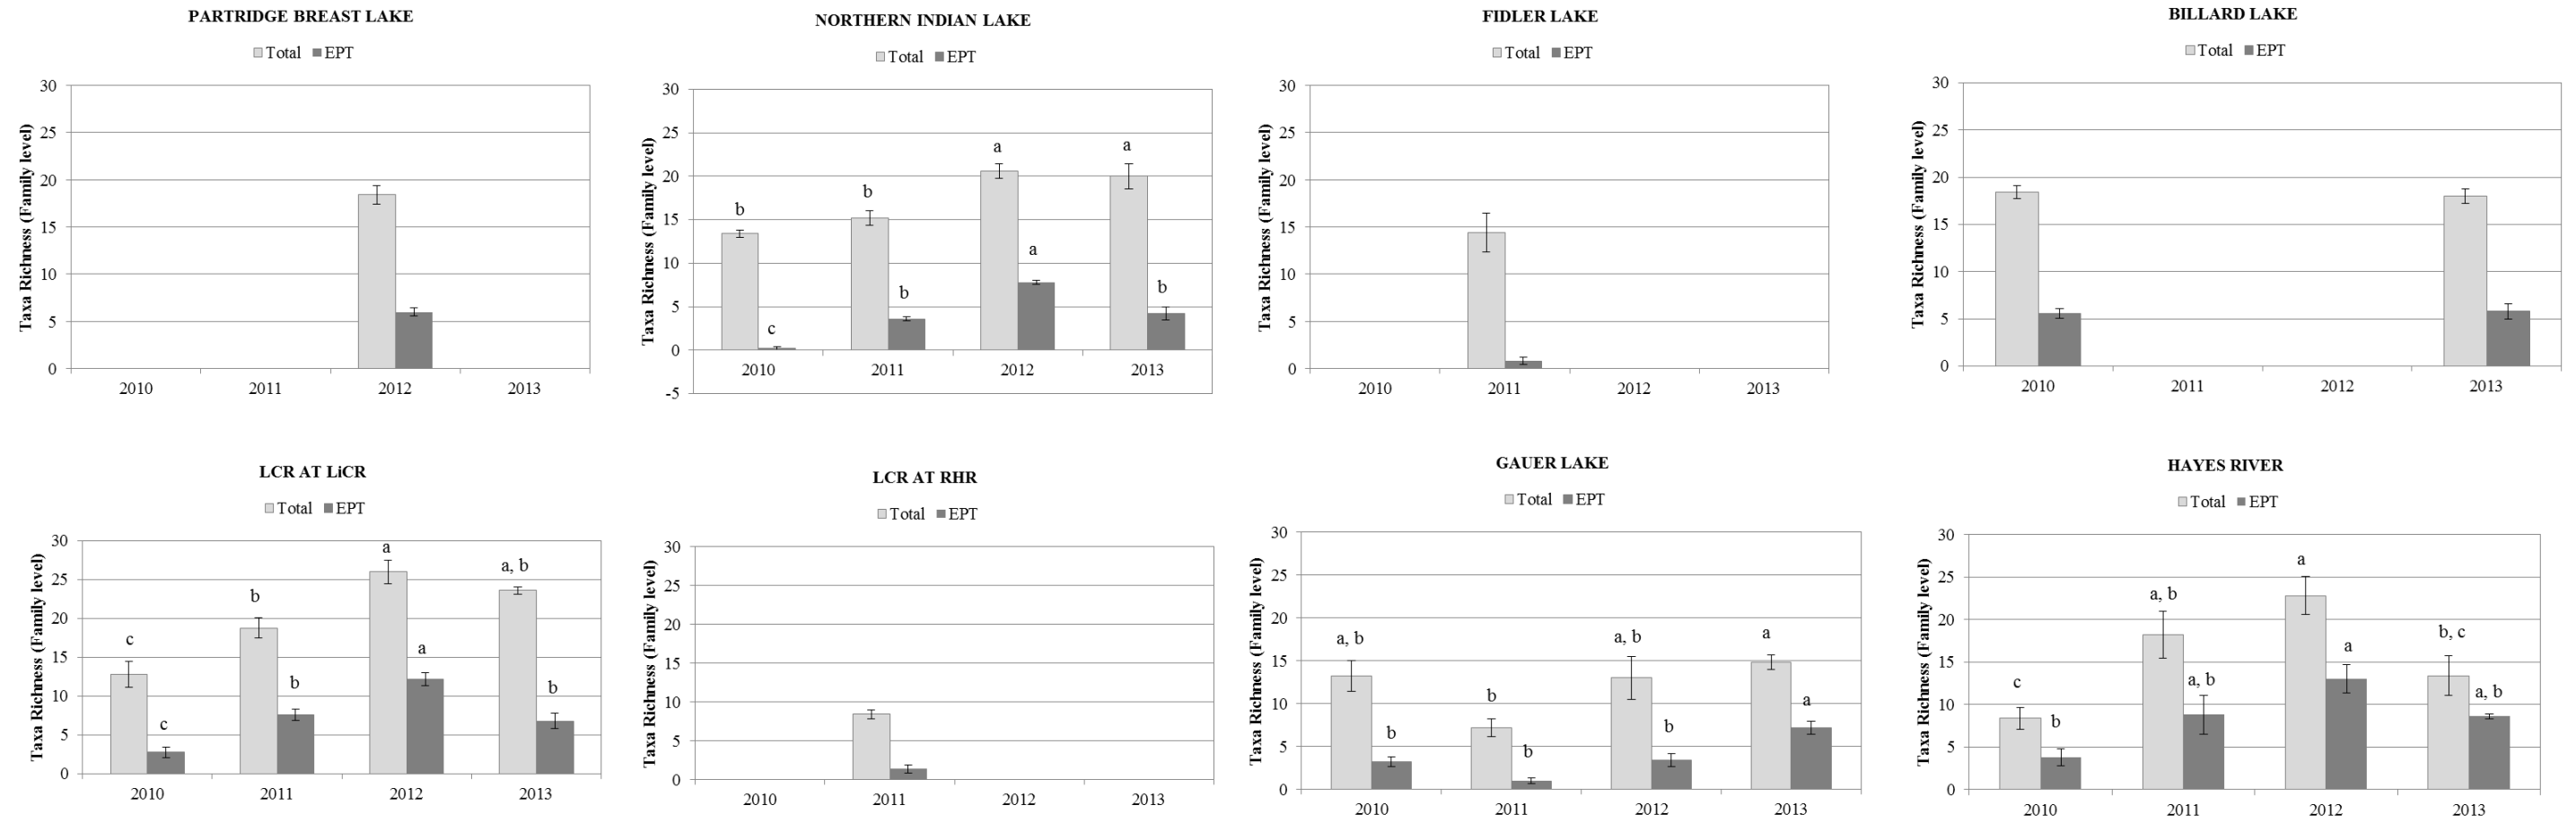 PARTRIDGE BREAST LAKE
Total EPT
Taxa Richness (Family level)
30
25
20
15
10
5
0
2010 2011 2012 2013
NORTHERN INDIAN LAKE
Total EPT
Taxa Richness (Family level)
30
25
20
15
10
5
0
-5
b
c
b
b
a
a
a
b
2010 2011 2012 2013
FIDLER LAKE
Total EPT
Taxa Richness (Family level)
30
25
20
15
10
5
0
2010 2011 2012 2013
BILLARD LAKE
Total EPT
Taxa Richness (Family level)
30
25
20
15
10
5
0
2010 2011 2012 2013
LCR AT LiCR
Total EPT
Taxa Richness (Family level)
30
25
20
15
10
5
0
c
c
b
b
a
a
a, b
b
2010 2011 2012 2013
LCR AT RHR
Total EPT
Taxa Richness (Family level)
30
25
20
15
10
5
0
2010 2011 2012 2013
GAUER LAKE
Total EPT
Taxa Richness (Family level)
30
25
20
15
10
5
0
a, b
b
b
b
a, b
b
a
a
2010 2011 2012 2013
HAYES RIVER
Total EPT
Taxa Richness (Family level)
30
25
20
15
10
5
0
c
b
a, b
a, b
a
a
b, c
a, b
2010 2011 2012 2013